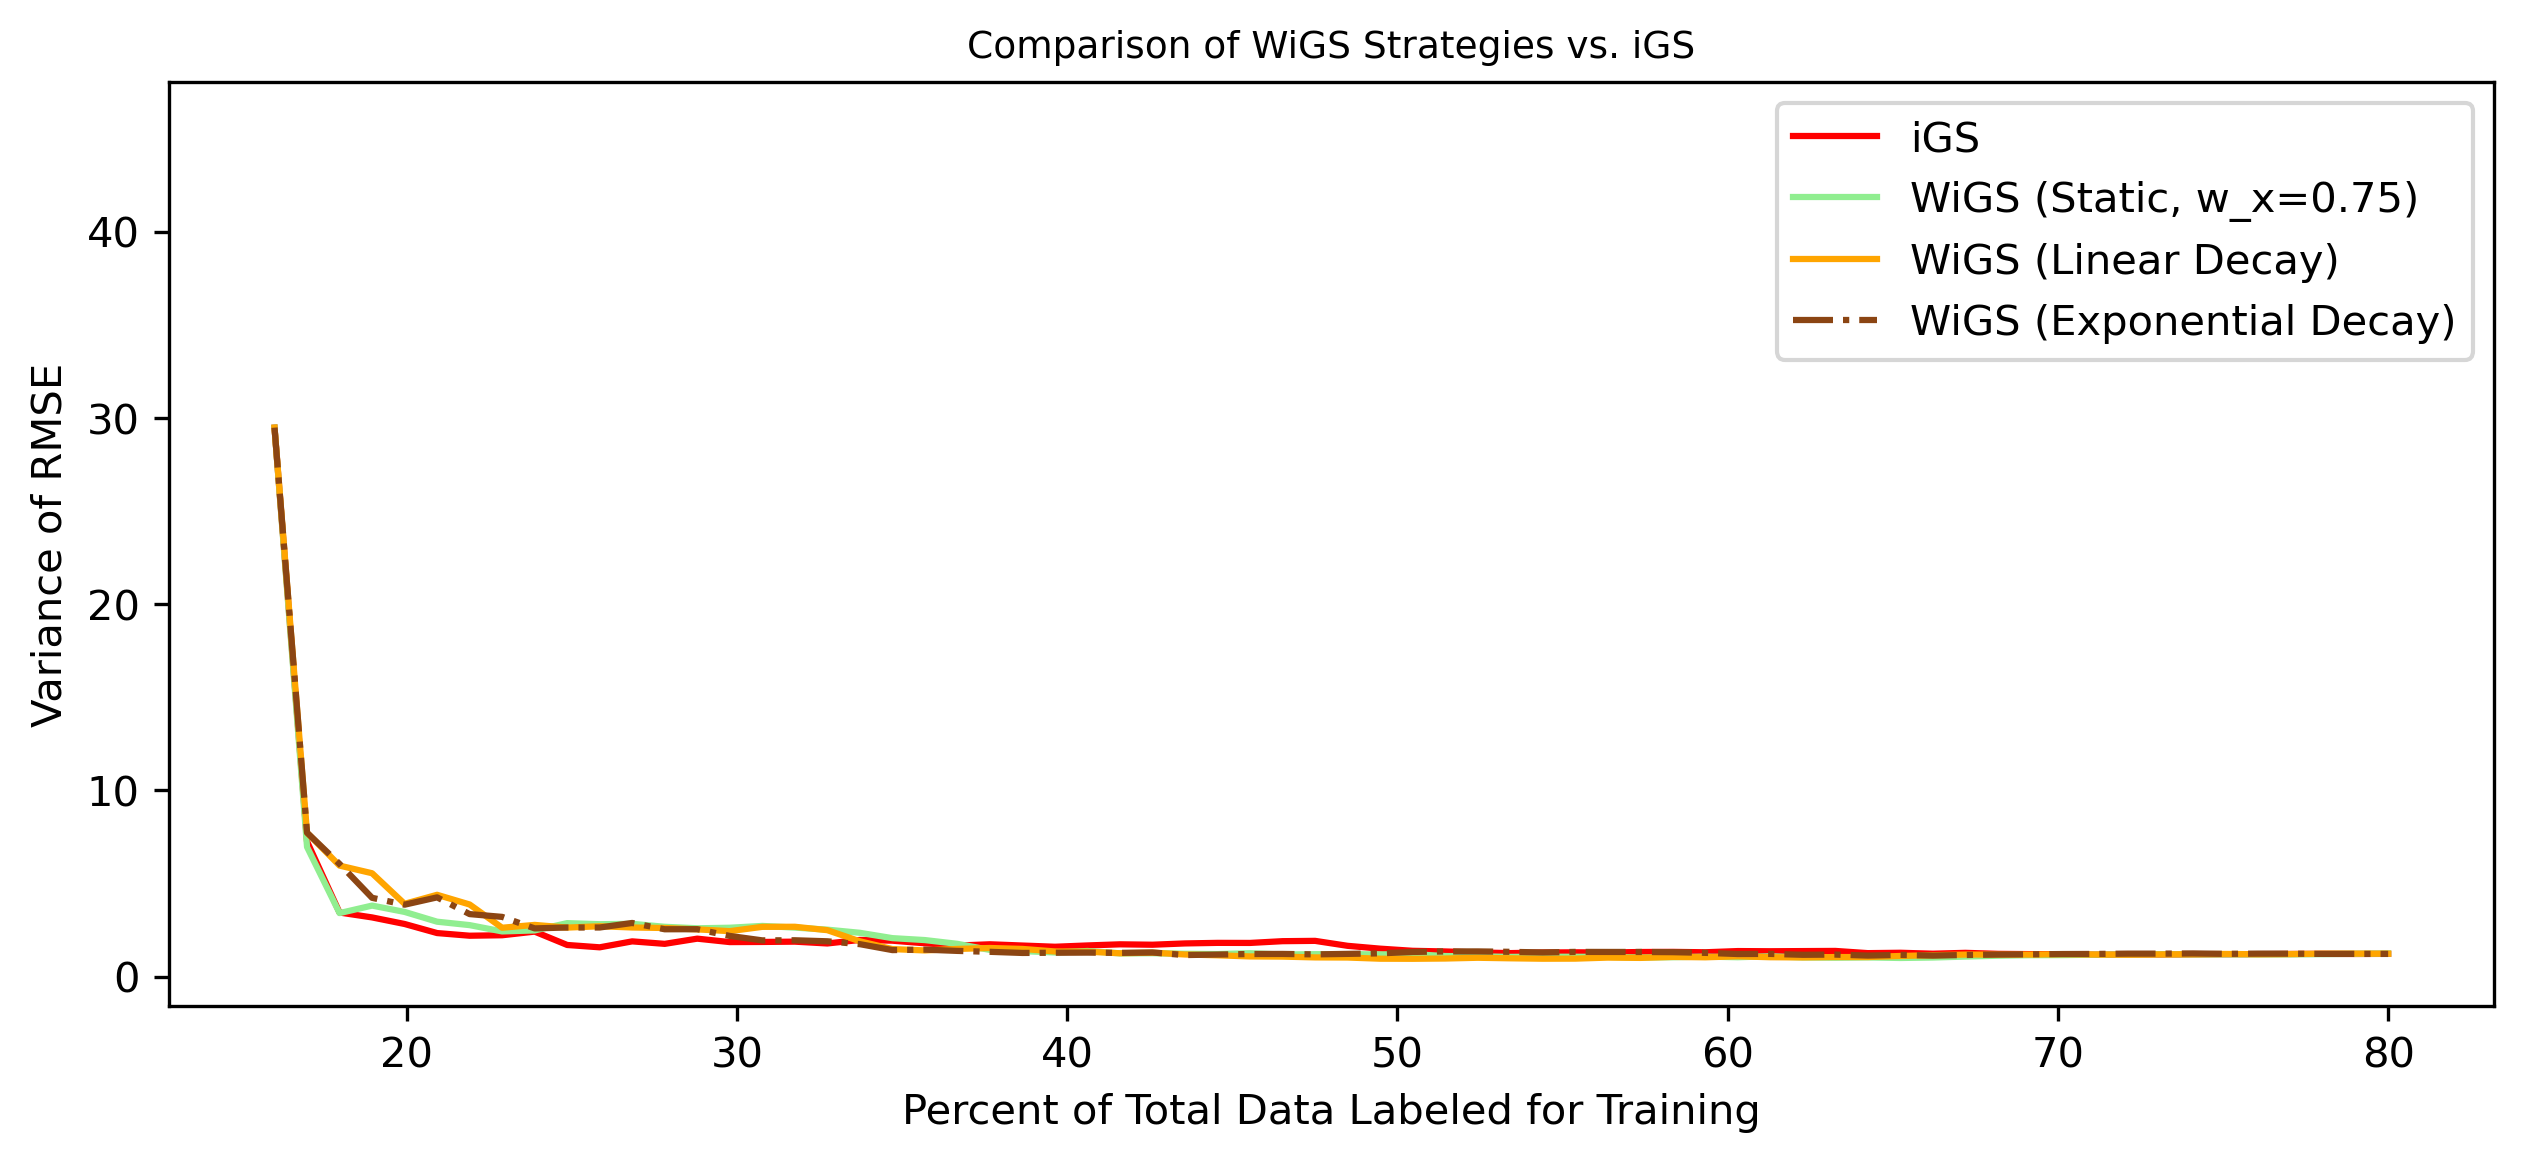 Comparison of WiGS Strategies vs. iGS
iGS
WiGS (Static, w_x=0.75)
WiGS (Linear Decay)
WiGS (Exponential Decay)
Variance of RMSE
40
30
20
10
0
20 30 40 50 60 70 80
Percent of Total Data Labeled for Training